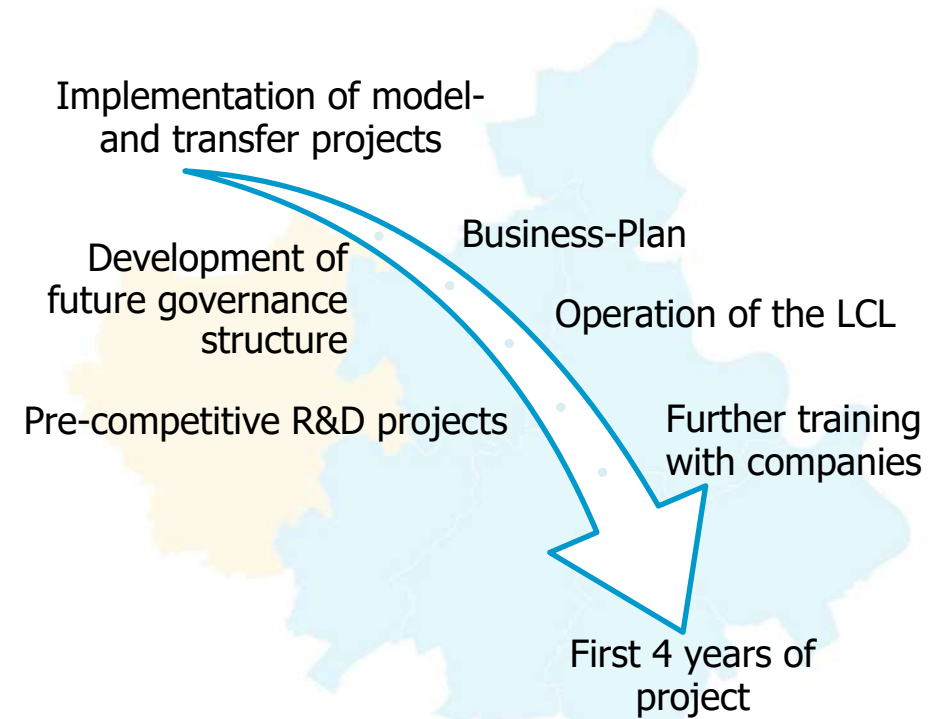 Implementation of model-
and transfer projects
Business-Plan
Development of
future governance
structure
Operation of the LCL
Pre-competitive R&D projects
Further training
with companies
First 4 years of
project